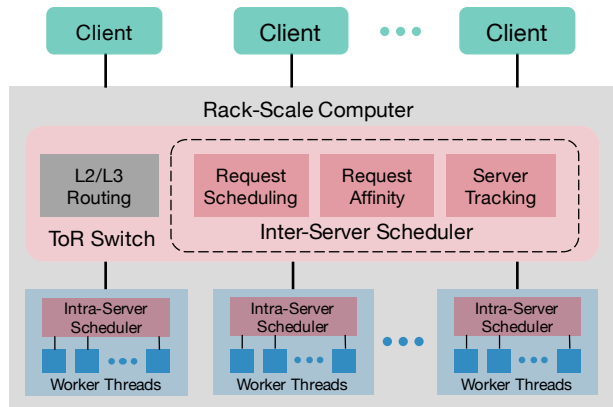 Client
Client
Client
Rack-Scale Computer
L2/L3
Routing
Request
Scheduling
Request
Affinity
Server
Tracking
ToR Switch
Inter-Server Scheduler
Intra-Server
Scheduler
Worker Threads
Intra-Server
Scheduler
Worker Threads
Intra-Server
Scheduler
Worker Threads